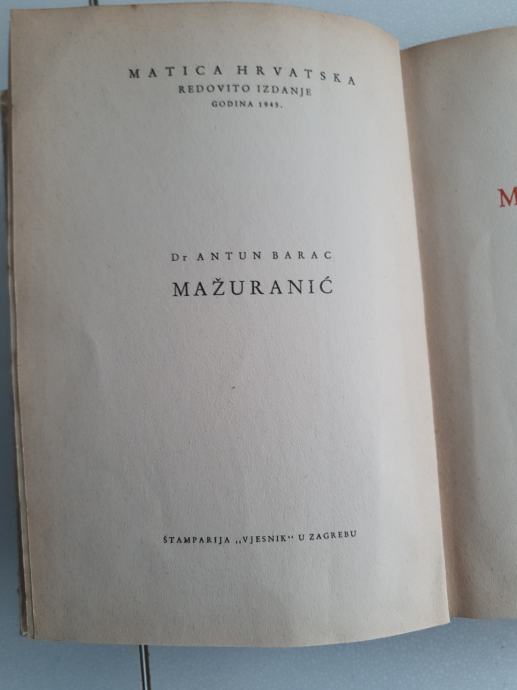 MATICA HRVATSKA
REDOVITO IZDANJE
GODINA 1945.
Dr ANTUN BARAC
MAŽURANIĆ
ŠTAMPARIJA „VJESNIK“ U ZAGREBU
M